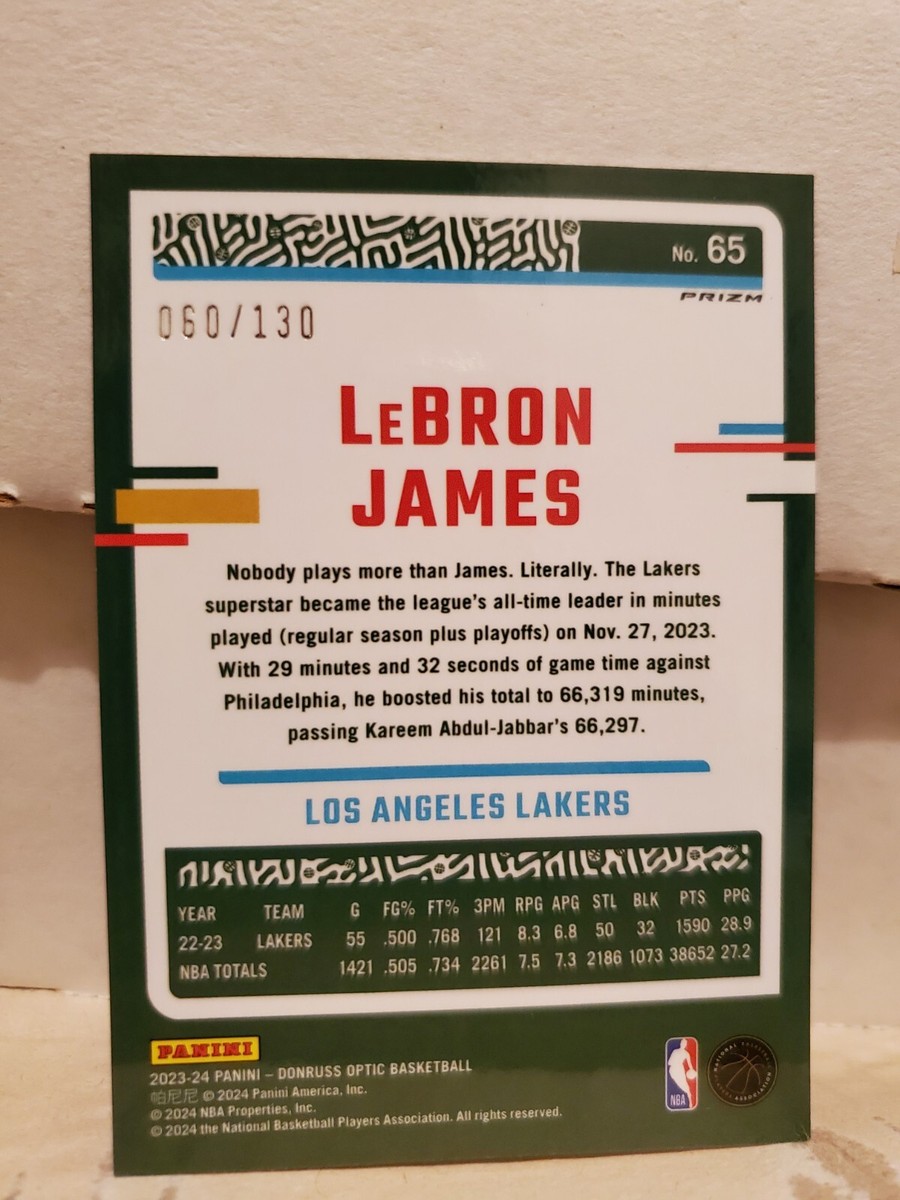 No. 65
PRIZM
060/130
LeBRON
JAMES
Nobody plays more than James. Literally. The Lakers
superstar became the league's all-time leader in minutes
played (regular season plus playoffs) on Nov. 27, 2023.
With 29 minutes and 32 seconds of game time against
Philadelphia, he boosted his total to 66,319 minutes,
passing Kareem Abdul-Jabbar's 66,297.
LOS ANGELES LAKERS
YEAR TEAM G FG% FT% 3PM RPG APG STL BLK PTS PPG
22-23 LAKERS 55 .500 .768 121 8.3 6.8 50 32 1590 28.9
NBA TOTALS 1421 .505 .734 2261 7.5 7.3 2186 1073 38652 27.2
PANINI
2023-24 PANINI – DONRUSS OPTIC BASKETBALL
帕尼尼 © 2024 Panini America, Inc.
© 2024 NBA Properties, Inc.
© 2024 the National Basketball Players Association. All rights reserved.
NBA
NATIONAL BASKETBALL PLAYERS ASSOCIATION